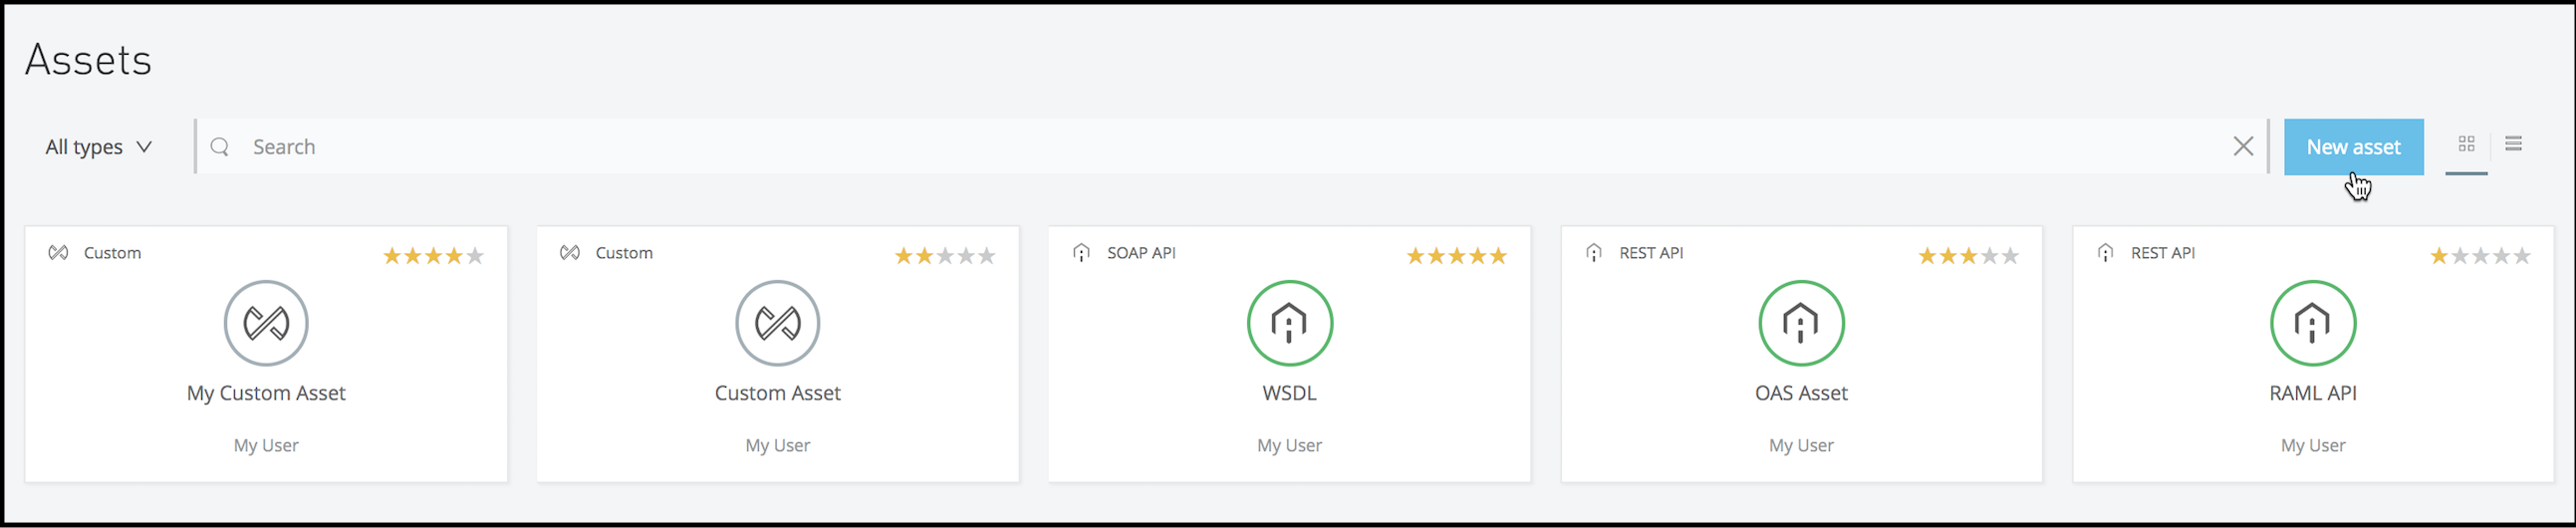 Assets
All types
Search
New asset
Custom
My Custom Asset
My User
Custom
Custom Asset
My User
SOAP API
WSDL
My User
REST API
OAS Asset
My User
REST API
RAML API
My User